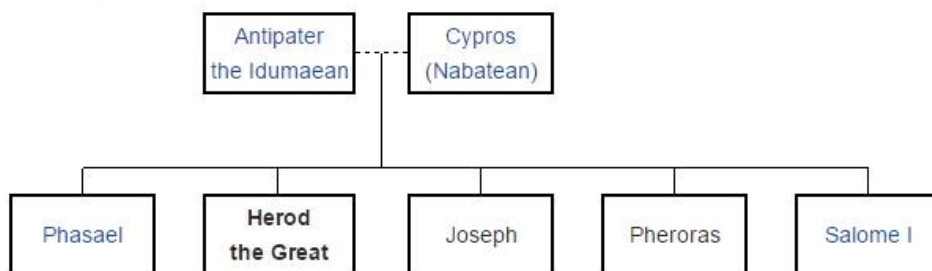 Antipater
the Idumaean
Cypros
(Nabatean)
Phasael
Herod
the Great
Joseph
Pheroras
Salome I